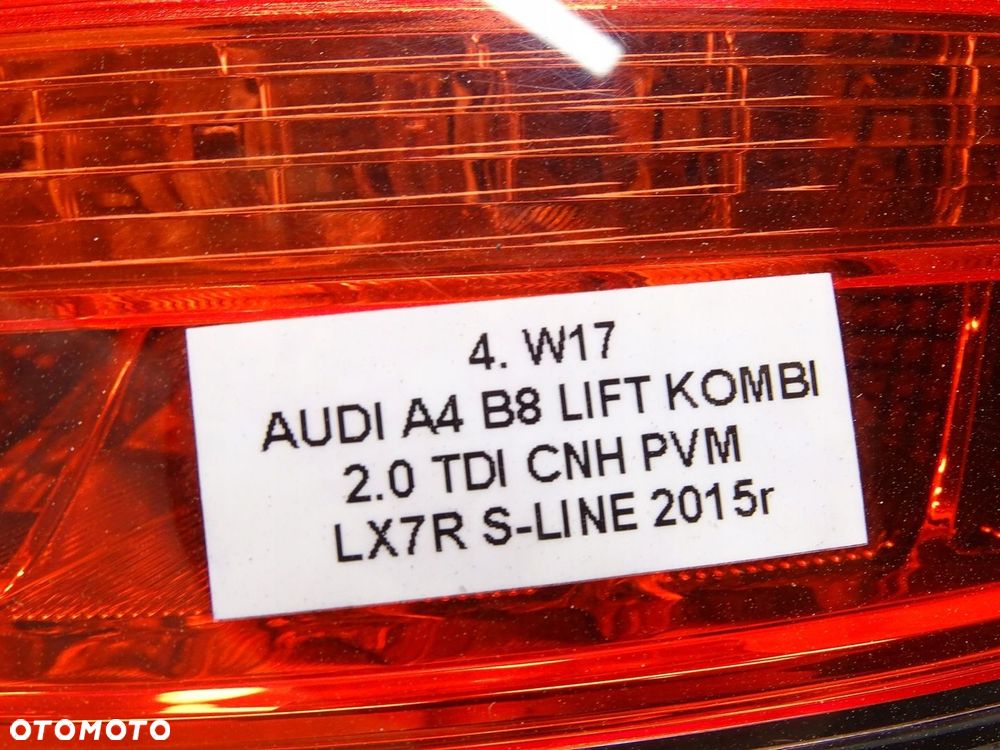 4. W17
AUDI A4 B8 LIFT KOMBI
2.0 TDI CNH PVM
LX7R S-LINE 2015r
OTOMOTO